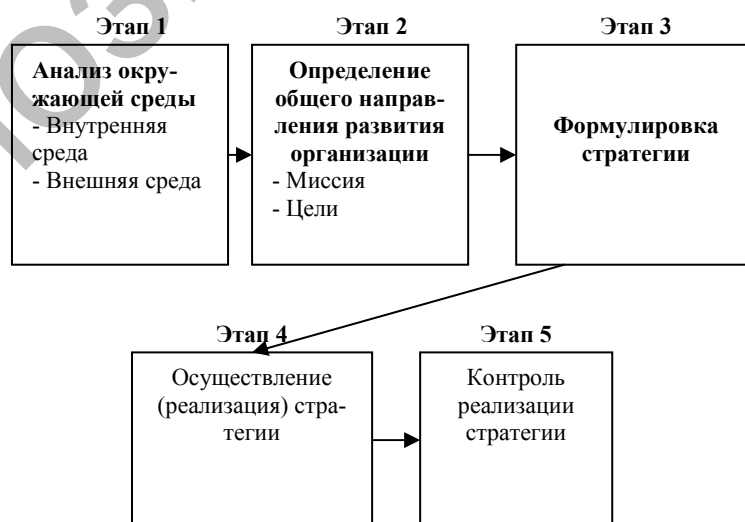 Этап 1
Этап 2
Этап 3
Анализ окру-
жающей среды
- Внутренняя
среда
- Внешняя среда
Определение
общего направ-
ления развития
организации
- Миссия
- Цели
Формулировка
стратегии
Этап 4
Этап 5
Осуществление
(реализация) стра-
тегии
Контроль
реализации
стратегии